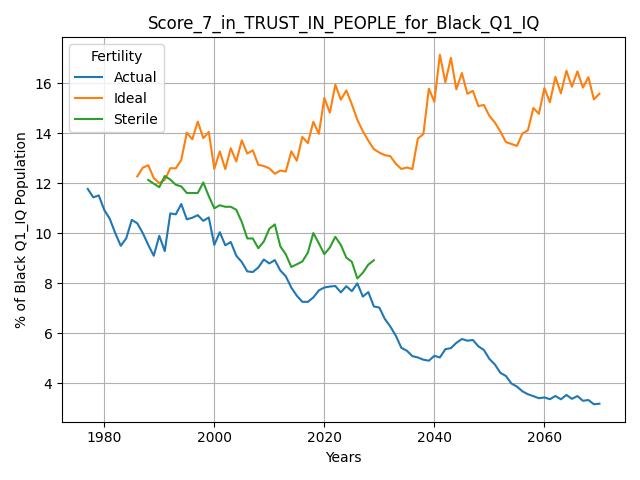 Score_7_in_TRUST_IN_PEOPLE_for_Black_Q1_IQ
Fertility
Actual
Ideal
Sterile
% of Black Q1_IQ Population
16
14
12
10
8
6
4
1980 2000 2020 2040 2060
Years